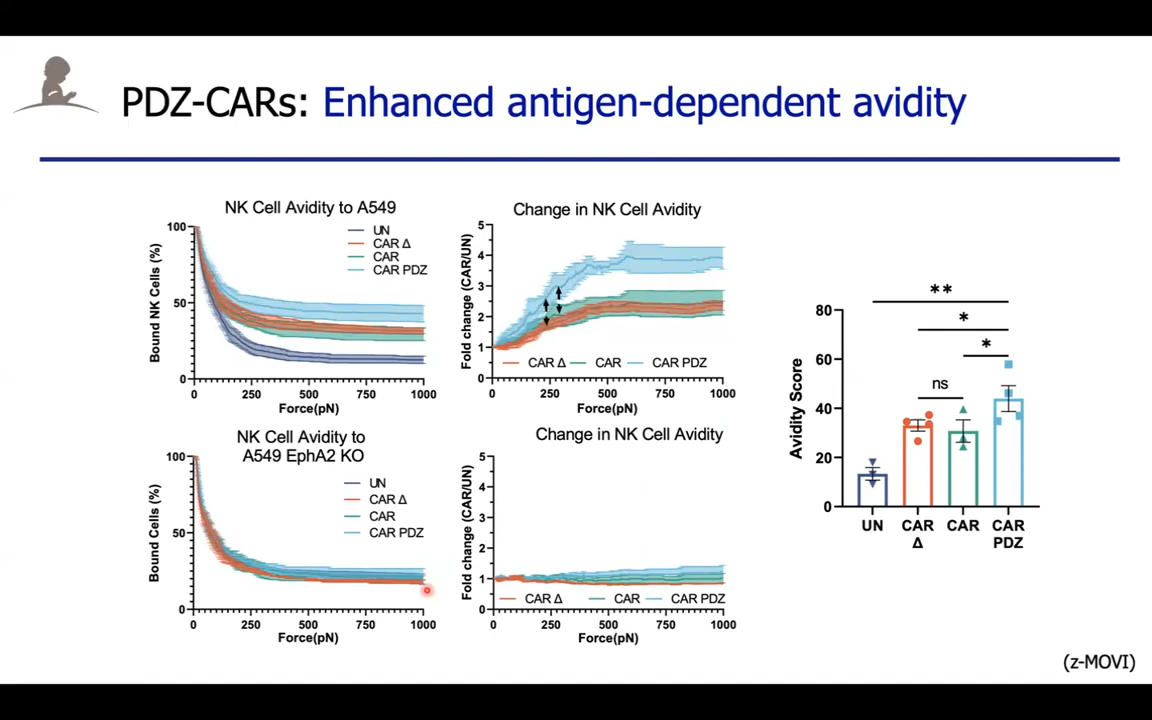 PDZ-CARs: Enhanced antigen-dependent avidity
NK Cell Avidity to A549
Bound NK Cells (%)
100
50
0
UN
CAR Δ
CAR
CAR PDZ
0 250 500 750 1000
Force(pN)
Change in NK Cell Avidity
Fold change (CAR/UN)
5
4
3
2
1
0
CAR Δ CAR CAR PDZ
0 250 500 750 1000
Force(pN)
NK Cell Avidity to
A549 EphA2 KO
Bound Cells (%)
100
50
0
UN
CAR Δ
CAR
CAR PDZ
0 250 500 750 1000
Force(pN)
Change in NK Cell Avidity
Fold change (CAR/UN)
5
4
3
2
1
0
CAR Δ CAR CAR PDZ
0 250 500 750 1000
Force(pN)
Avidity Score
80
60
40
20
0
**
*
*
ns
UN CAR CAR CAR
Δ PDZ
(z-MOVI)